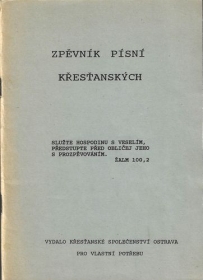 ZPĚVNÍK PÍSNÍ
KŘESŤANSKÝCH
SLUŽTE HOSPODINU S VESELÍM,
PŘEDSTUPTE PŘED OBLIČEJ JEHO
S PROZPĚVOVÁNÍM.
ŽALM 100,2
VYDALO KŘESŤANSKÉ SPOLEČENSTVÍ OSTRAVA
PRO VLASTNÍ POTŘEBU